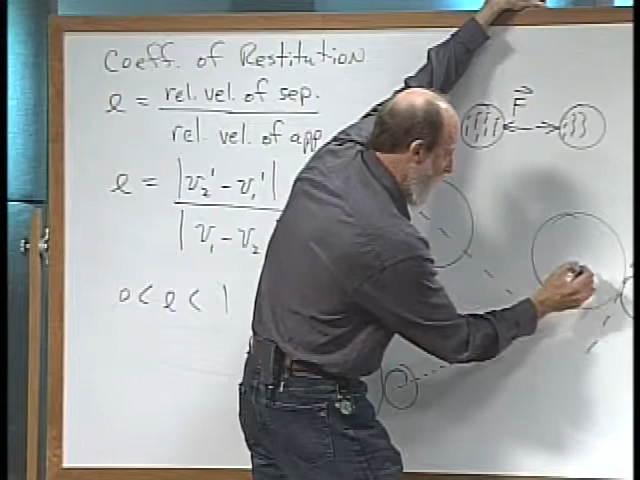 Coeff. of Restitution
e = rel. vel. of sep.
rel. vel. of app
F
e = |v₂' - v₁'|
|v₁ - v₂
0 < e < 1